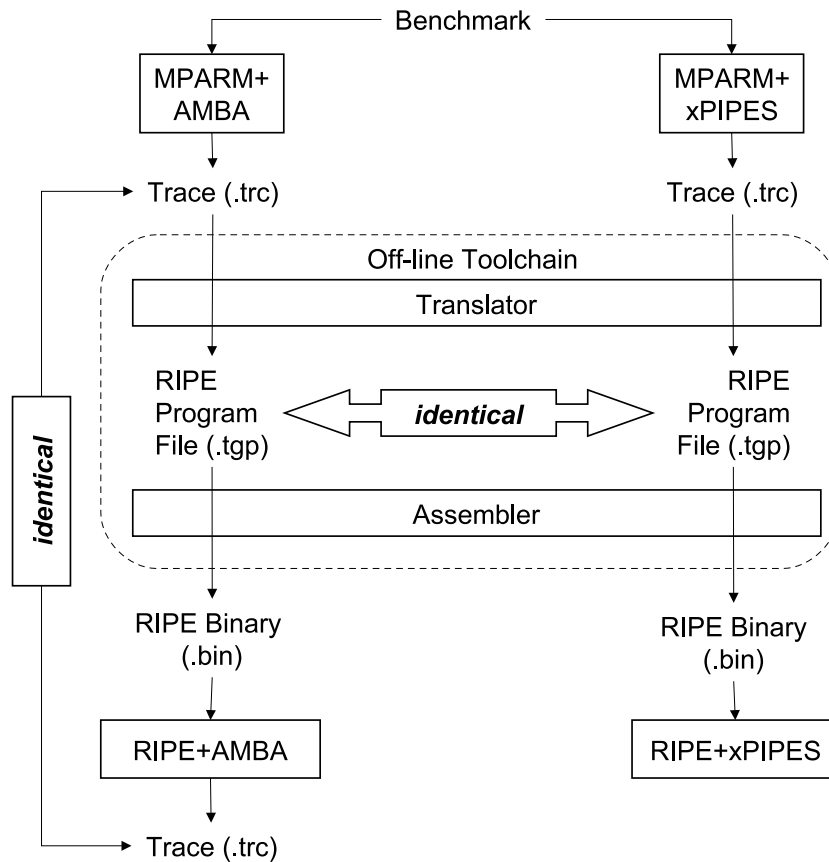 Benchmark
MPARM+
AMBA
MPARM+
xPIPES
Trace (.trc)
Trace (.trc)
Off-line Toolchain
Translator
RIPE
Program
File (.tgp)
identical
RIPE
Program
File (.tgp)
identical
Assembler
RIPE Binary
(.bin)
RIPE Binary
(.bin)
RIPE+AMBA
RIPE+xPIPES
Trace (.trc)